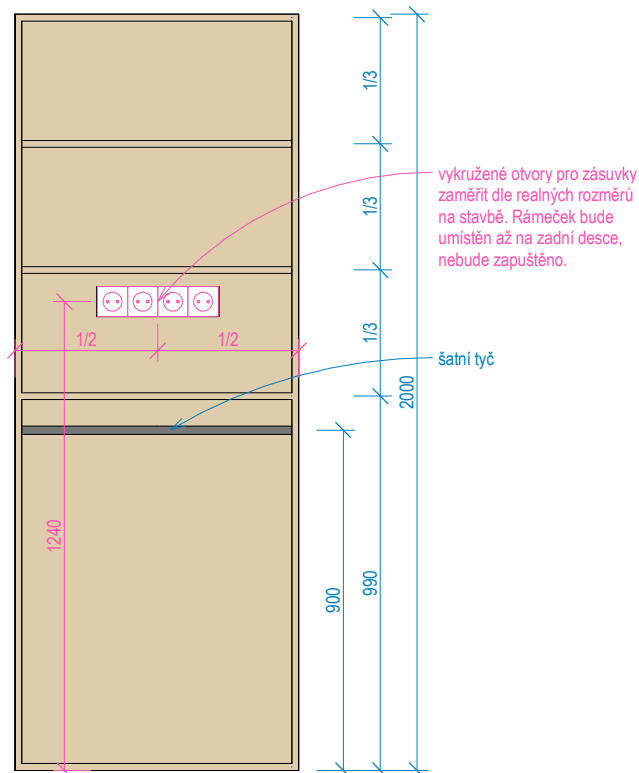 1/3
vykružené otvory pro zásuvky
zaměřit dle realných rozměrů
na stavbě. Rámeček bude
umístěn až na zadní desce,
nebude zapuštěno.
1/3
1/3
1/2
1/2
šatní tyč
2000
1240
900
990